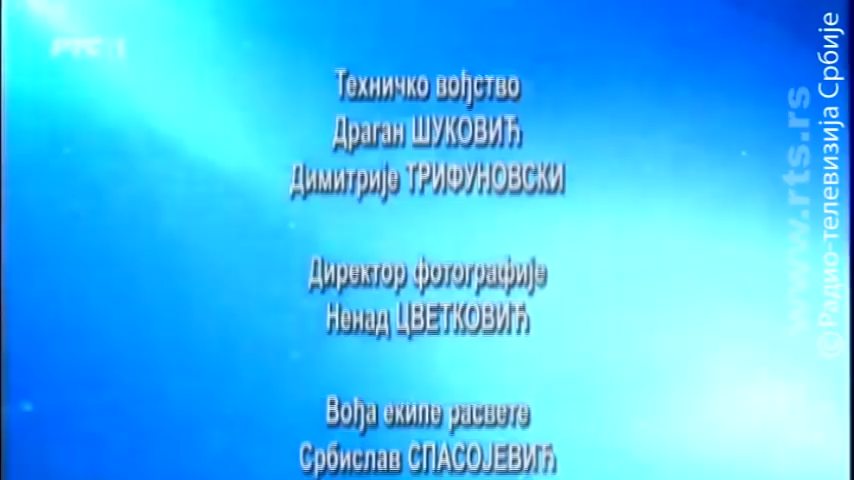 РТС 1
Техничко вођство
Драган ШУКОВИЋ
Димитрије ТРИФУНОВСКИ
Директор фотографије
Ненад ЦВЕТКОВИЋ
Вођа екипе расвете
Србислав СПАСОЈЕВИЋ
www.rts.rs
©Радио-телевизија Србије